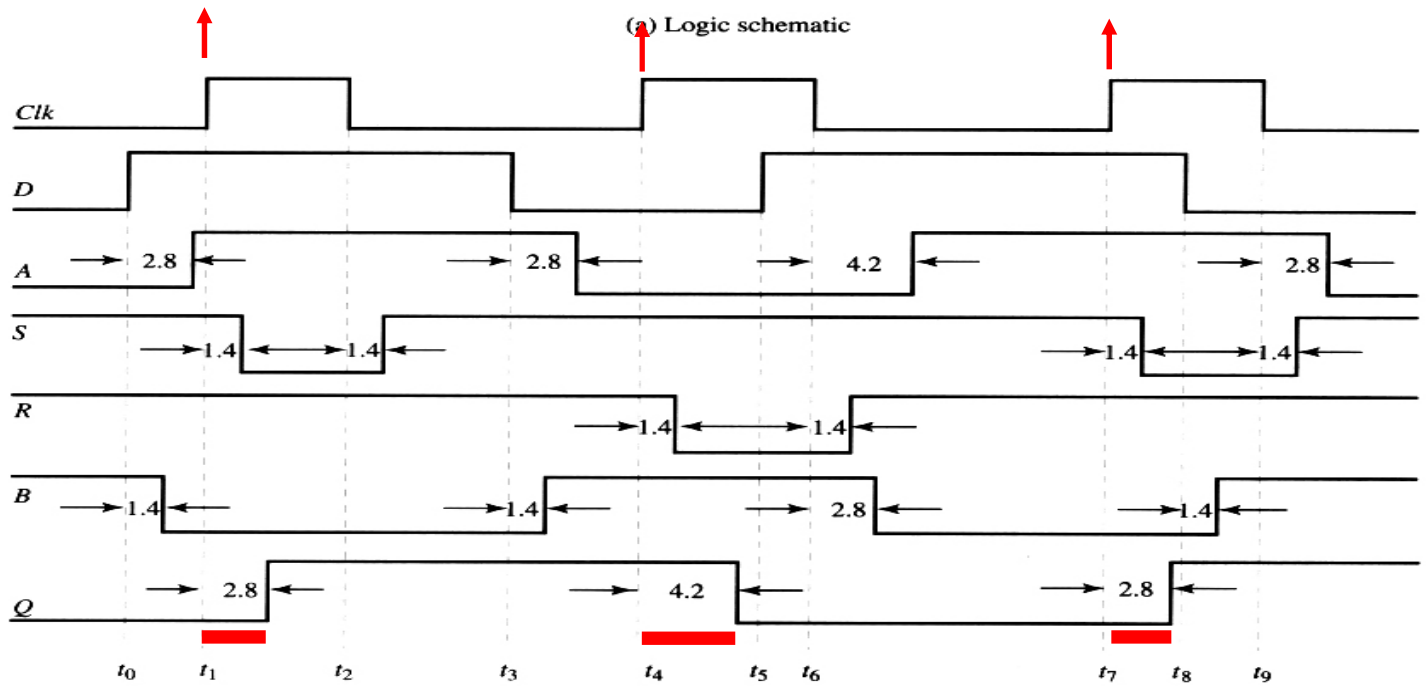 (a) Logic schematic
Clk
D
A 2.8 2.8 4.2 2.8
S 1.4 1.4 1.4 1.4
R 1.4 1.4
B 1.4 1.4 2.8 1.4
Q 2.8 4.2 2.8
t0 t1 t2 t3 t4 t5 t6 t7 t8 t9